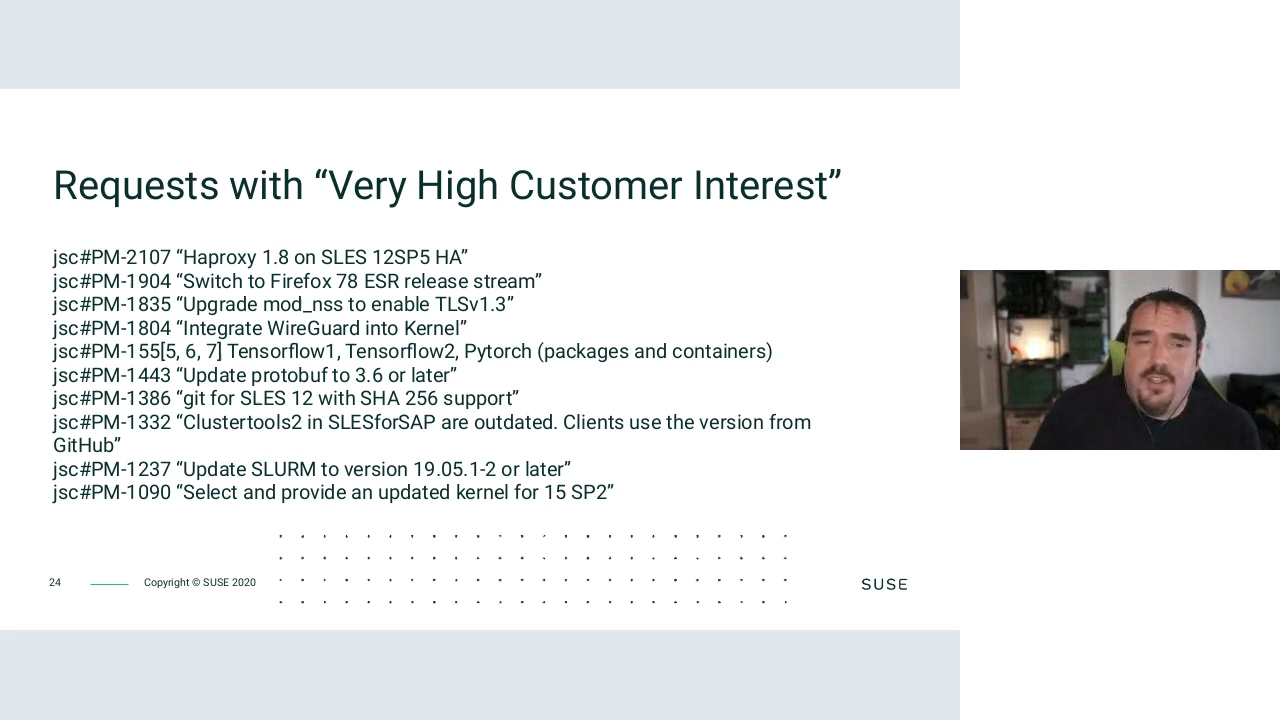 Requests with “Very High Customer Interest”
jsc#PM-2107 “Haproxy 1.8 on SLES 12SP5 HA”
jsc#PM-1904 “Switch to Firefox 78 ESR release stream”
jsc#PM-1835 “Upgrade mod_nss to enable TLSv1.3”
jsc#PM-1804 “Integrate WireGuard into Kernel”
jsc#PM-155[5, 6, 7] Tensorflow1, Tensorflow2, Pytorch (packages and containers)
jsc#PM-1443 “Update protobuf to 3.6 or later”
jsc#PM-1386 “git for SLES 12 with SHA 256 support”
jsc#PM-1332 “Clustertools2 in SLESforSAP are outdated. Clients use the version from
GitHub”
jsc#PM-1237 “Update SLURM to version 19.05.1-2 or later”
jsc#PM-1090 “Select and provide an updated kernel for 15 SP2”
24 Copyright © SUSE 2020 SUSE